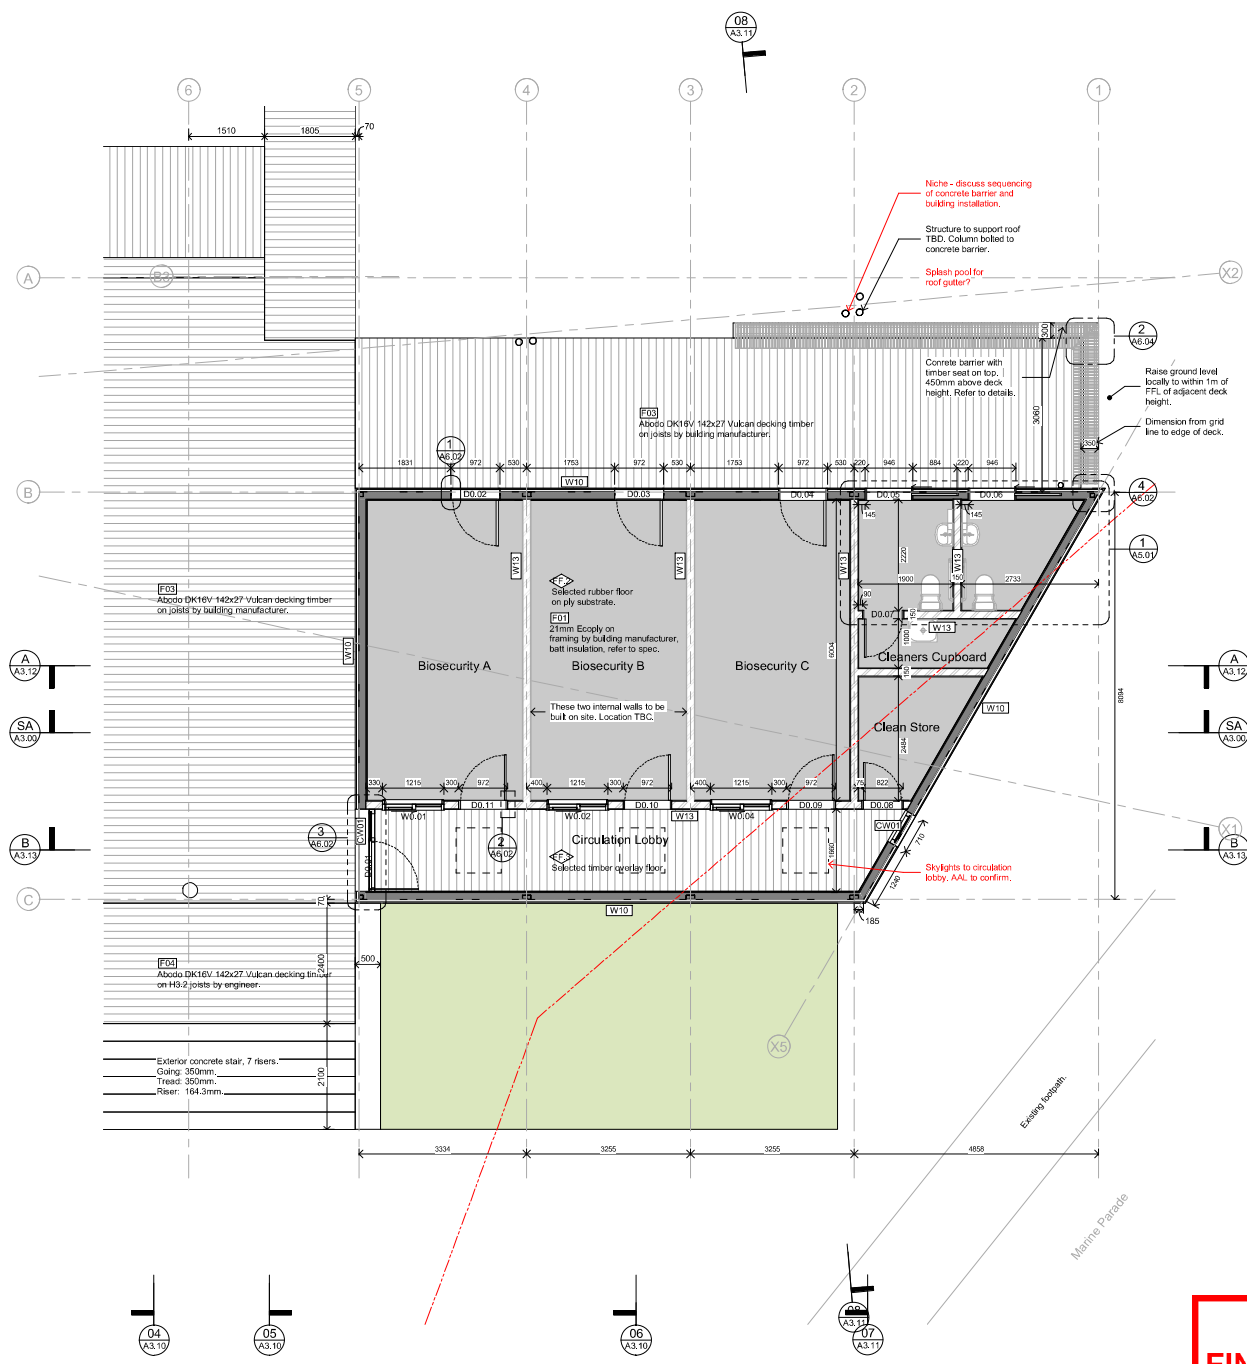 08
A3.11
6
5
4
3
2
1
1510
1805
70
Niche - discuss sequencing
of concrete barrier and
building installation.
Structure to support roof
TBD. Column bolted to
concrete barrier.
Splash pool for
roof gutter?
A
B3
X2
300
2
A6.04
Conrete barrier with
timber seat on top.
450mm above deck
height. Refer to details.
Raise ground level
locally to within 1m of
FFL of adjacent deck
height.
3060
Dimension from grid
line to edge of deck.
350
F03
Abodo DK16V 142x27 Vulcan decking timber
on joists by building manufacturer.
1
A6.02
1831
972
530
1753
972
530
1753
972
530
220
946
884
220
946
W10
B
D0.02
D0.03
D0.04
D0.05
D0.06
4
A6.02
145
145
1
A5.01
W13
W13
W13
W13
2220
FF.
Selected rubber floor
on ply substrate.
1900
150
2733
F03
Abodo DK16V 142x27 Vulcan decking timber
on joists by building manufacturer.
90
F01
21mm Ecoply on
framing by building manufacturer,
batt insulation, refer to spec.
D0.07
150
W13
1000
W10
A
A3.12
Biosecurity A
Biosecurity B
Biosecurity C
Cleaners Cupboard
A
A3.12
6004
150
8094
These two internal walls to be
built on site. Location TBC.
W10
SA
A3.00
Clean Store
SA
A3.00
2484
330
1215
300
972
400
1215
300
972
400
1215
300
972
75
822
D0.11
D0.10
D0.09
D0.08
W0.01
W0.02
W13
W0.04
3
A6.02
CW01
CW01
X1
710
B
A3.13
2
A6.02
Circulation Lobby
B
A3.13
FF.
Selected timber overlay floor
1660
D0.01
Skylights to circulation
lobby. AAL to confirm.
1240
C
70
W10
185
F04
Abodo DK16V 142x27 Vulcan decking timber
on H3.2 joists by engineer.
500
2400
X5
Exterior concrete stair, 7 risers.
Going: 350mm.
Tread: 350mm.
Riser: 164.3mm.
2100
Existing footpath.
3334
3255
3255
4858
Marine Parade
04
A3.10
05
A3.10
06
A3.10
08
A3.11
07
A3.11